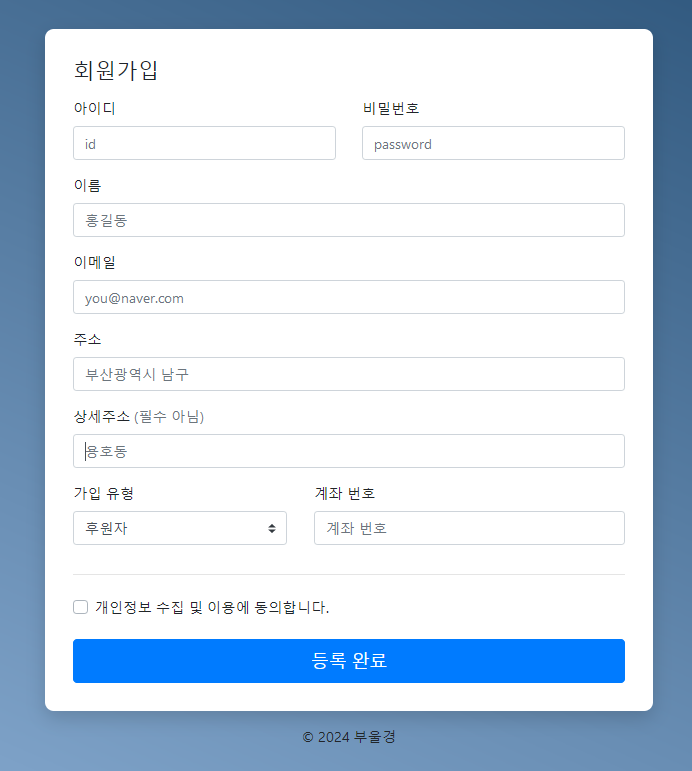 회원가입
아이디 비밀번호
id password
이름
홍길동
이메일
you@naver.com
주소
부산광역시 남구
상세주소 (필수 아님)
용호동
가입 유형 계좌 번호
후원자 계좌 번호
개인정보 수집 및 이용에 동의합니다.
등록 완료
© 2024 부울경